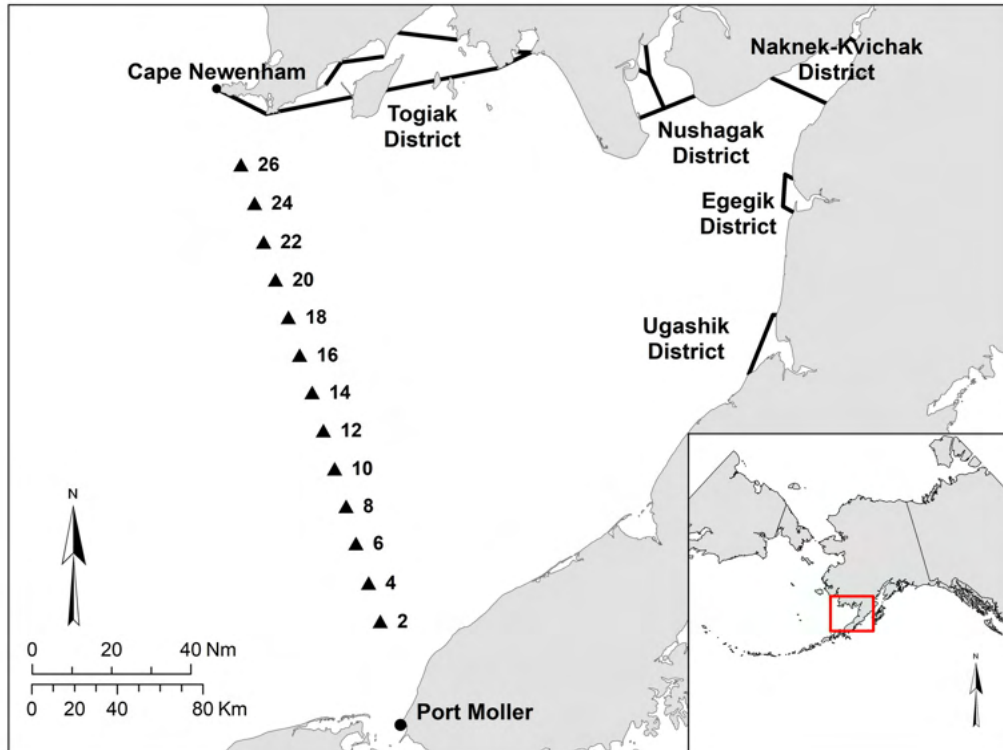 Cape Newenham
Togiak
District
Nushagak
District
Naknek-Kvichak
District
Egegik
District
Ugashik
District
26
24
22
20
18
16
14
12
10
8
6
4
2
Port Moller
N
0 20 40 Nm
0 20 40 80 Km
N